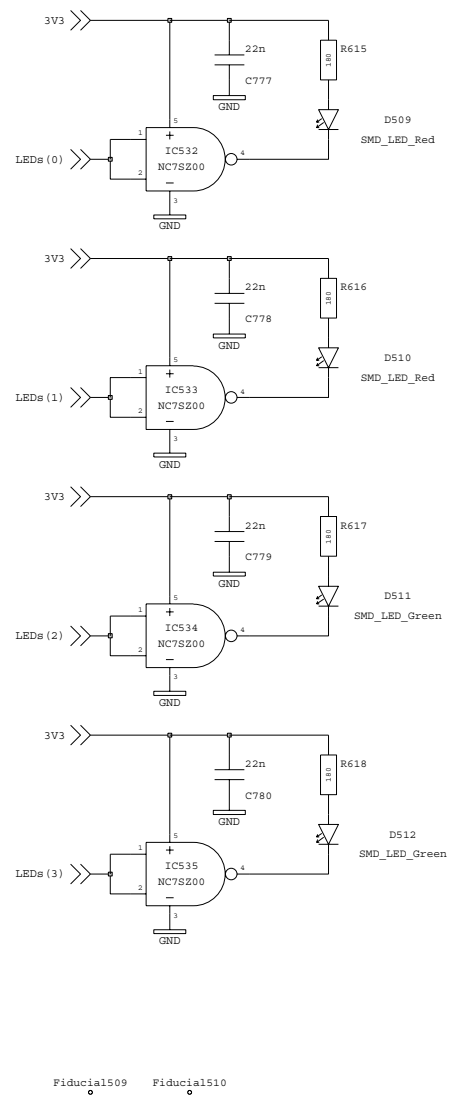 3V3
22n
R615
180
C777
GND
D509
SMD_LED_Red
5
1
IC532
LEDs(0)
+
NC7SZ00
4
2
−
3
GND
3V3
22n
R616
180
C778
GND
D510
SMD_LED_Red
5
1
IC533
LEDs(1)
+
NC7SZ00
4
2
−
3
GND
3V3
22n
R617
180
C779
GND
D511
SMD_LED_Green
5
1
IC534
LEDs(2)
+
NC7SZ00
4
2
−
3
GND
3V3
22n
R618
180
C780
GND
D512
SMD_LED_Green
5
1
IC535
LEDs(3)
+
NC7SZ00
4
2
−
3
GND
Fiducial509 Fiducial510